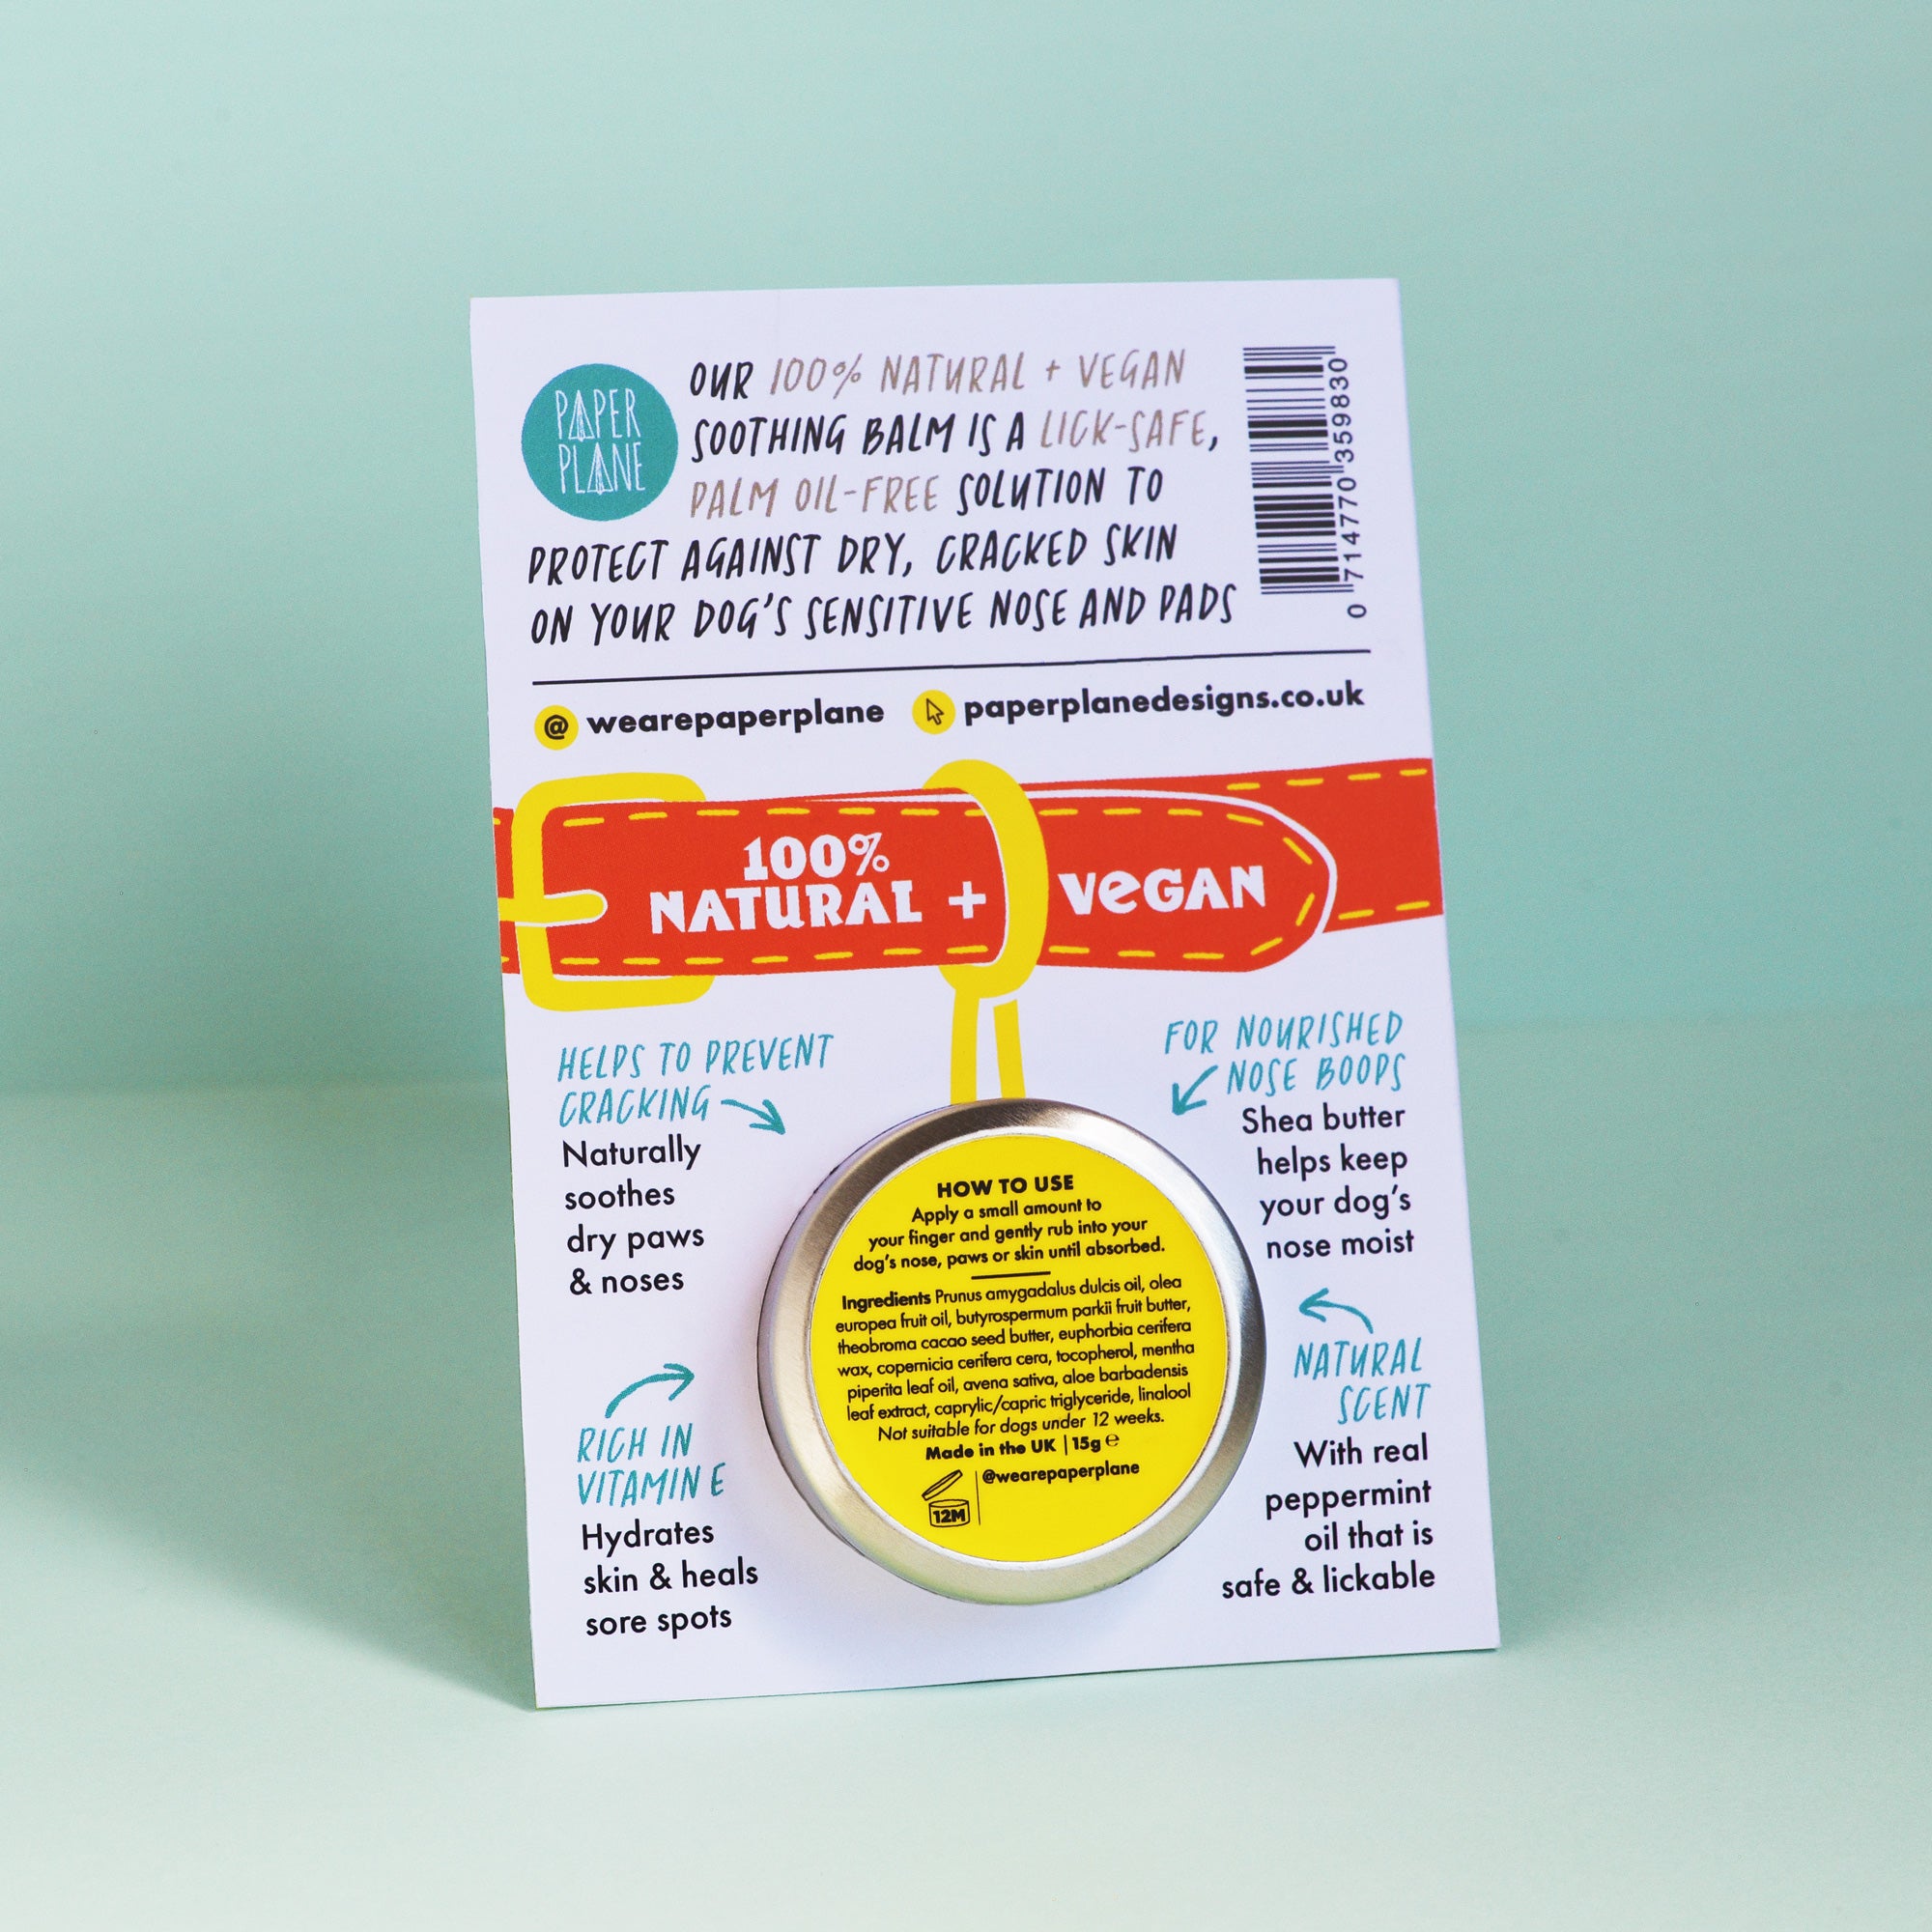 PAPER
PLANE
OUR 100% NATURAL + VEGAN
SOOTHING BALM IS A LICK-SAFE,
PALM OIL-FREE SOLUTION TO
PROTECT AGAINST DRY, CRACKED SKIN
ON YOUR DOG'S SENSITIVE NOSE AND PADS
0 714770 359830
@ wearepaperplane
paperplanedesigns.co.uk
100%
NATURAL + VEGAN
HELPS TO PREVENT
CRACKING
Naturally
soothes
dry paws
& noses
FOR NOURISHED
NOSE BOOPS
Shea butter
helps keep
your dog's
nose moist
HOW TO USE
Apply a small amount to
your finger and gently rub into your
dog's nose, paws or skin until absorbed.
Ingredients Prunus amygadalus dulcis oil, olea
europea fruit oil, butyrospermum parkii fruit butter,
theobroma cacao seed butter, euphorbia cerifera
wax, copernicia cerifera cera, tocopherol, mentha
piperita leaf oil, avena sativa, aloe barbadensis
leaf extract, caprylic/capric triglyceride, linalool
Not suitable for dogs under 12 weeks.
Made in the UK | 15g ℮
@wearepaperplane
12M
RICH IN
VITAMIN E
Hydrates
skin & heals
sore spots
NATURAL
SCENT
With real
peppermint
oil that is
safe & lickable